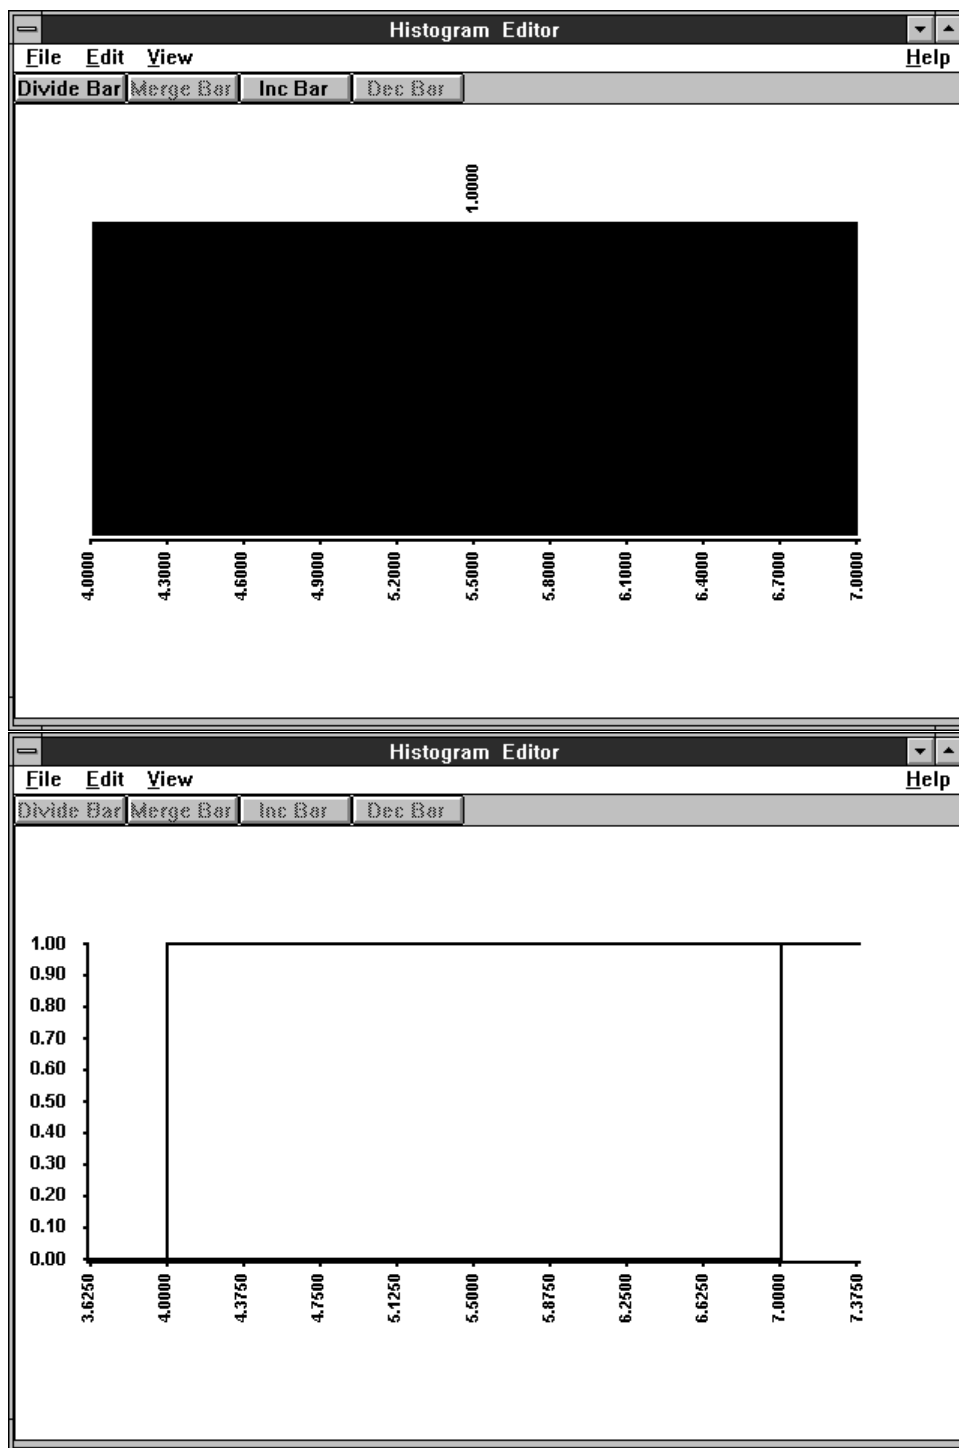 Histogram Editor
File Edit View Help
Divide Bar Merge Bar Inc Bar Dec Bar
1.0000
4.0000 4.3000 4.6000 4.9000 5.2000 5.5000 5.8000 6.1000 6.4000 6.7000 7.0000
Histogram Editor
File Edit View Help
Divide Bar Merge Bar Inc Bar Dec Bar
1.00
0.90
0.80
0.70
0.60
0.50
0.40
0.30
0.20
0.10
0.00
3.6250 4.0000 4.3750 4.7500 5.1250 5.5000 5.8750 6.2500 6.6250 7.0000 7.3750